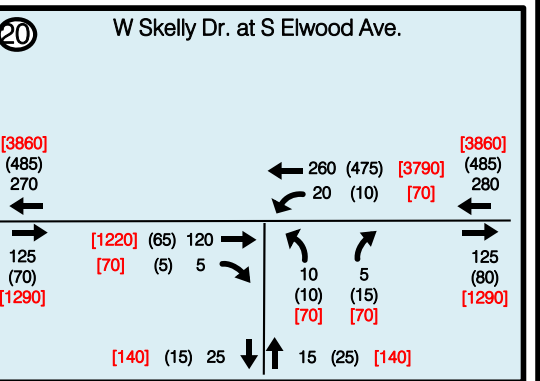 20
W Skelly Dr. at S Elwood Ave.
[3860]
(485)
270
260 (475) [3790]
20 (10) [70]
[3860]
(485)
280
[1220] (65) 120
[70] (5) 5
125
(70)
[1290]
10
(10)
[70]
5
(15)
[70]
125
(80)
[1290]
[140] (15) 25
15 (25) [140]